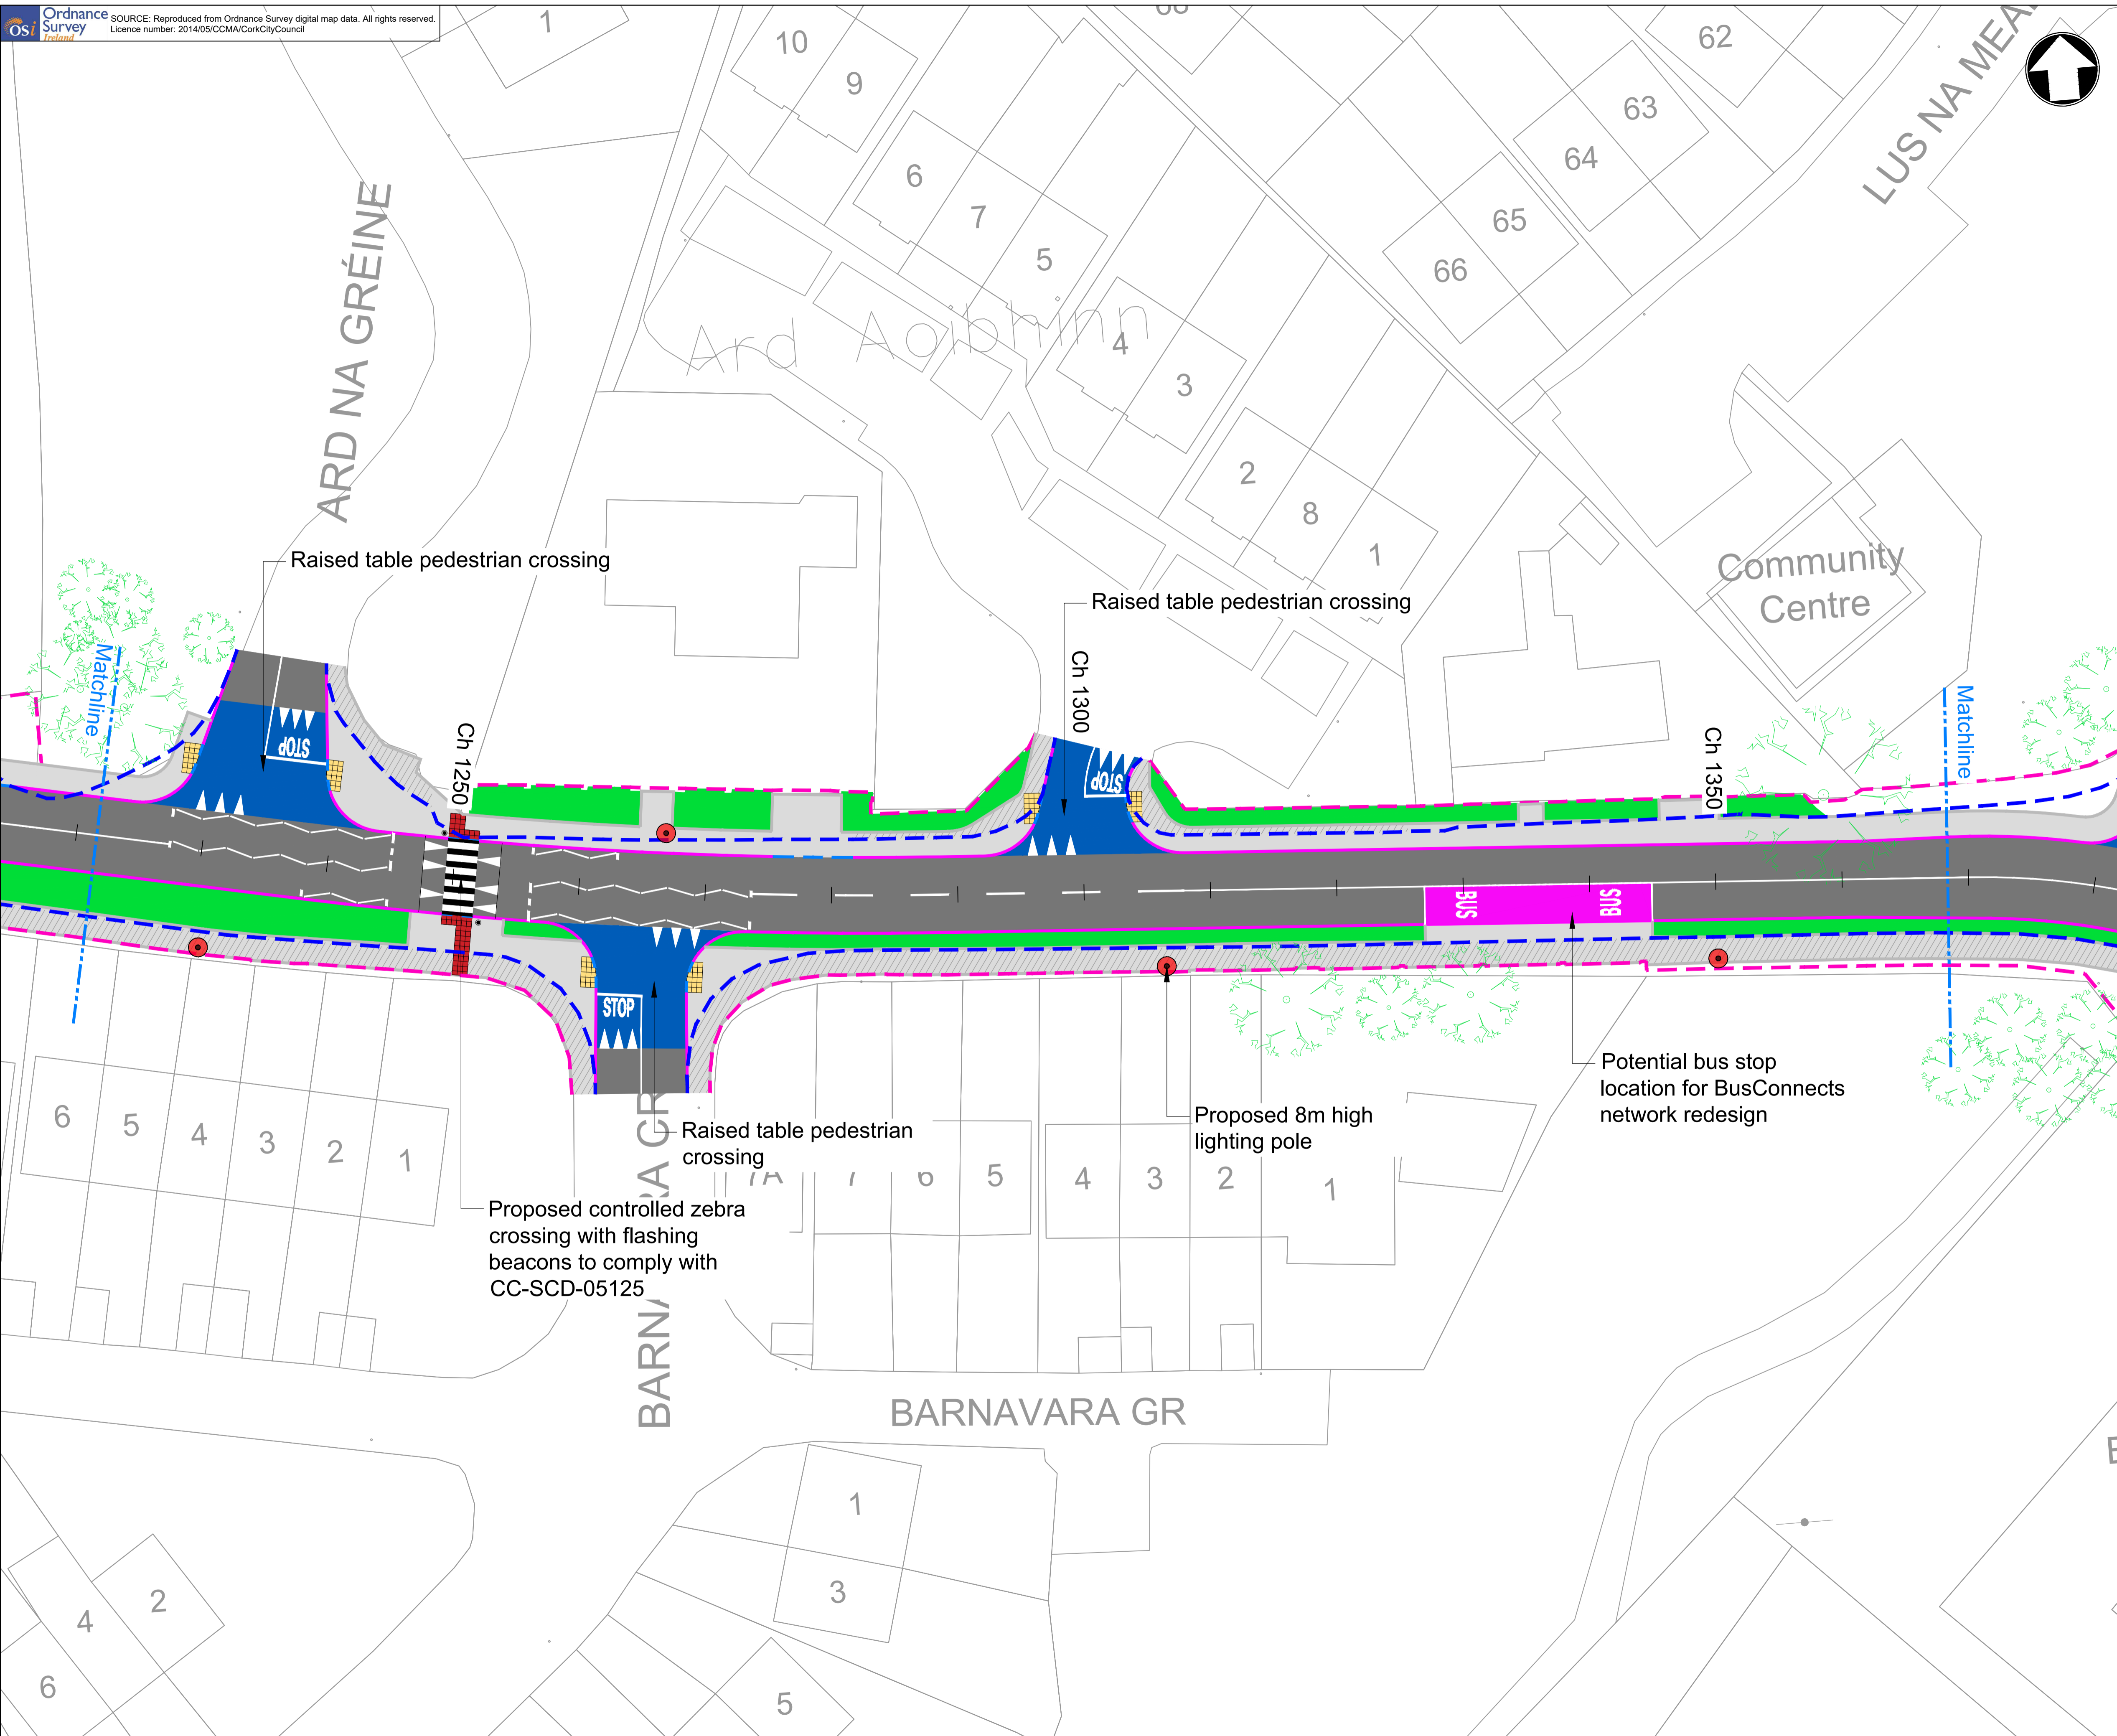 OSi Ordnance Survey Ireland
SOURCE: Reproduced from Ordnance Survey digital map data. All rights reserved.
Licence number: 2014/05/CCMA/CorkCityCouncil
1
10
9
62
63
64
65
66
LUS NA
6
7
5
ARD NA GRÉINE
Ard Aoibhinn
4
3
2
8
1
Community
Centre
Raised table pedestrian crossing
Raised table pedestrian crossing
Matchline
STOP
Ch 1250
Ch 1300
STOP
Ch 1350
Matchline
BUS
BUS
STOP
Potential bus stop
location for BusConnects
network redesign
Proposed 8m high
lighting pole
Raised table pedestrian
crossing
6
5
4
3
2
1
7A
7
6
5
4
3
2
1
Proposed controlled zebra
crossing with flashing
beacons to comply with
CC-SCD-05125
BARNAVARA GR
1
3
5
2
4
6